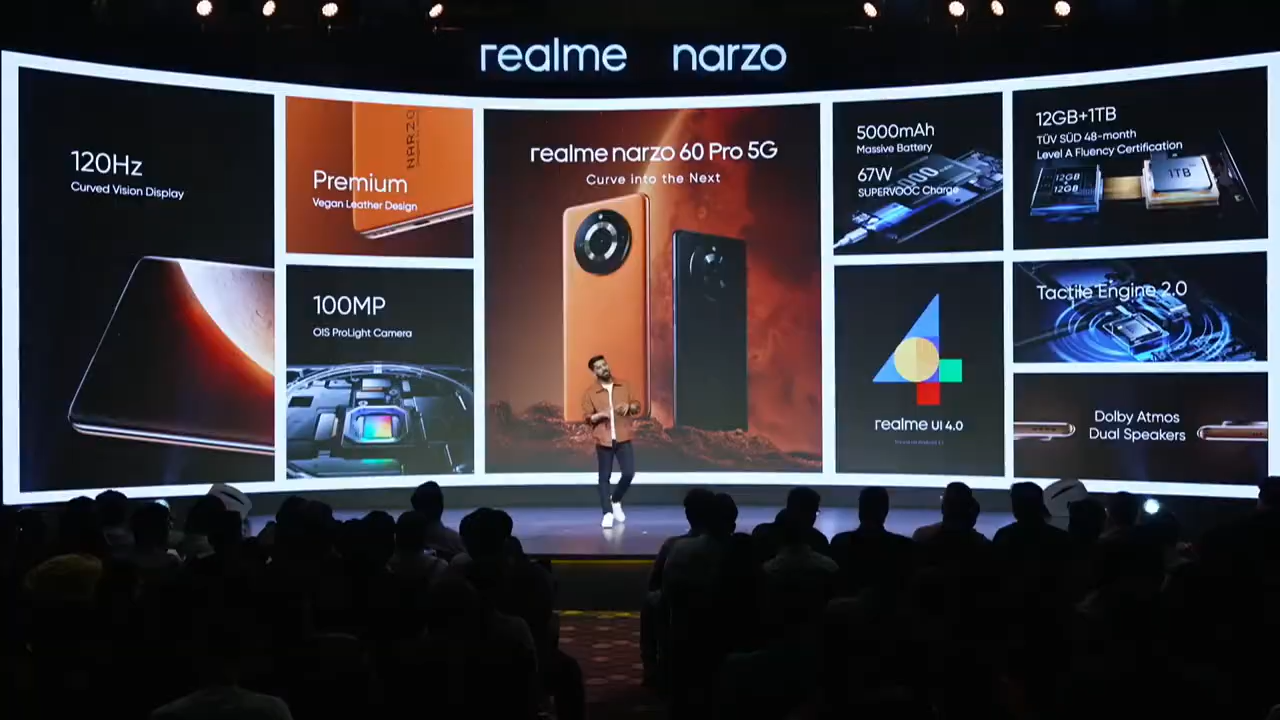 realme narzo
120Hz
Curved Vision Display
NARZO
Premium
Vegan Leather Design
100MP
OIS ProLight Camera
realme narzo 60 Pro 5G
Curve into the Next
5000mAh
Massive Battery
67W
SUPERVOOC Charge
realme UI 4.0
12GB+1TB
TÜV SÜD 48-month
Level A Fluency Certification
12GB
12GB
1TB
Tactile Engine 2.0
Dolby Atmos
Dual Speakers